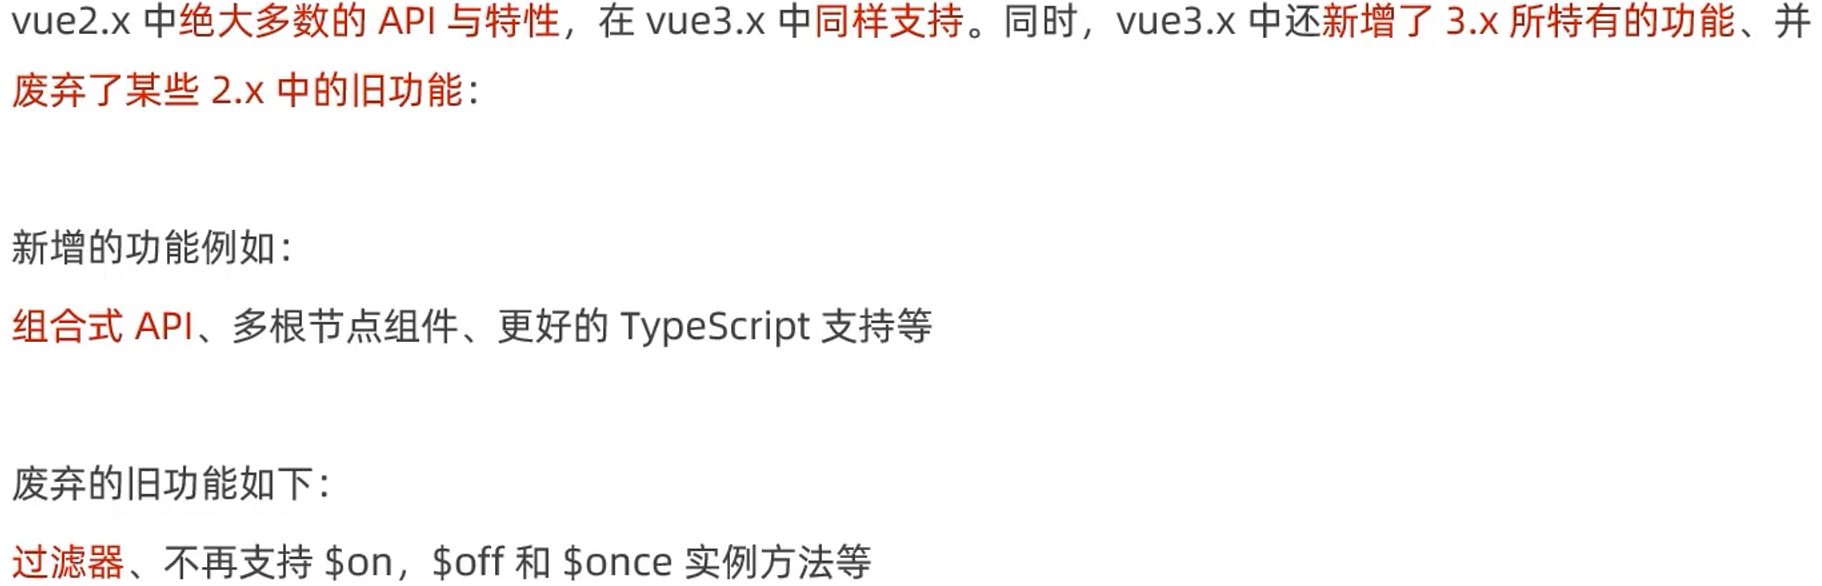 vue2.x 中绝大多数的 API 与特性，在 vue3.x 中同样支持。同时，vue3.x 中还新增了 3.x 所特有的功能、并
废弃了某些 2.x 中的旧功能：
新增的功能例如：
组合式 API、多根节点组件、更好的 TypeScript 支持等
废弃的旧功能如下：
过滤器、不再支持 $on，$off 和 $once 实例方法等